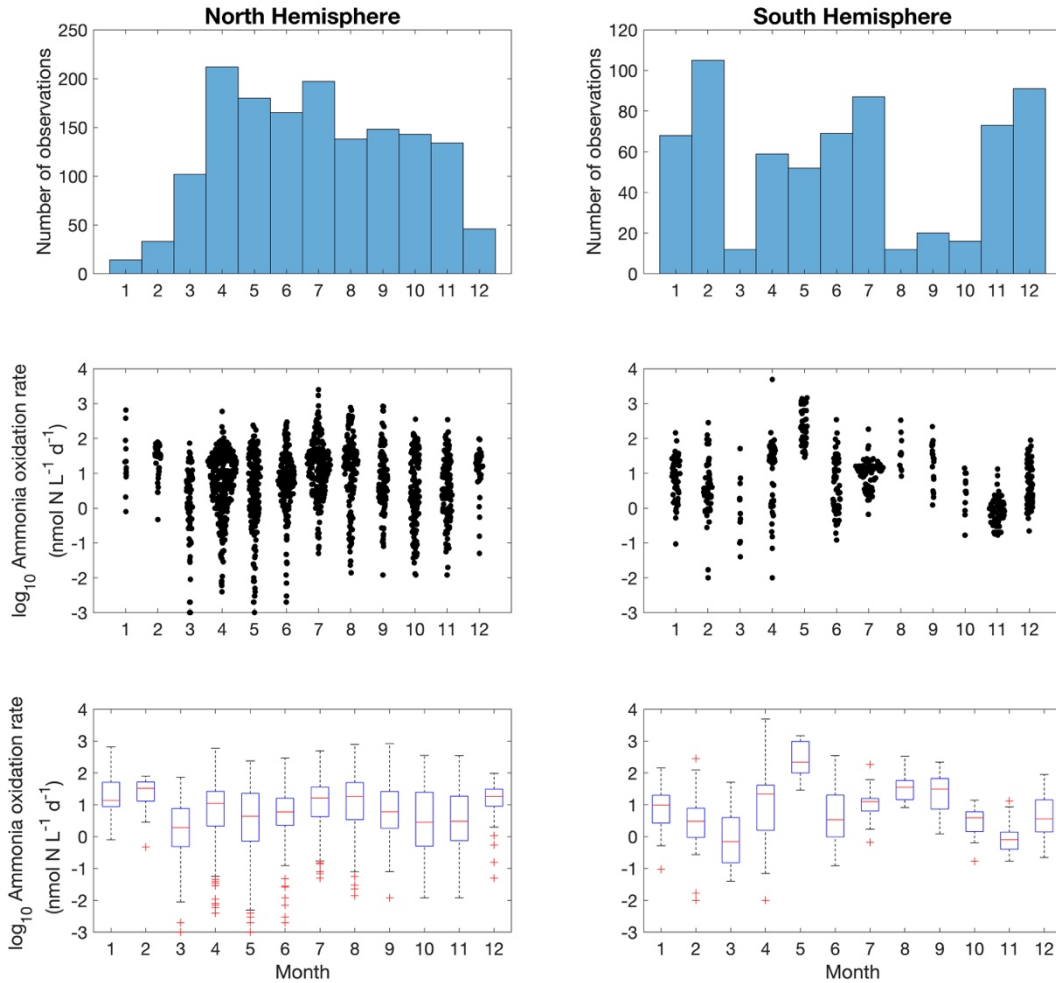 North Hemisphere
South Hemisphere
Number of observations
250
200
150
100
50
0
1 2 3 4 5 6 7 8 9 10 11 12
Number of observations
120
100
80
60
40
20
0
1 2 3 4 5 6 7 8 9 10 11 12
log₁₀ Ammonia oxidation rate
(nmol N L⁻¹ d⁻¹)
4
3
2
1
0
-1
-2
-3
1 2 3 4 5 6 7 8 9 10 11 12
4
3
2
1
0
-1
-2
-3
1 2 3 4 5 6 7 8 9 10 11 12
log₁₀ Ammonia oxidation rate
(nmol N L⁻¹ d⁻¹)
4
3
2
1
0
-1
-2
-3
1 2 3 4 5 6 7 8 9 10 11 12
Month
4
3
2
1
0
-1
-2
-3
1 2 3 4 5 6 7 8 9 10 11 12
Month